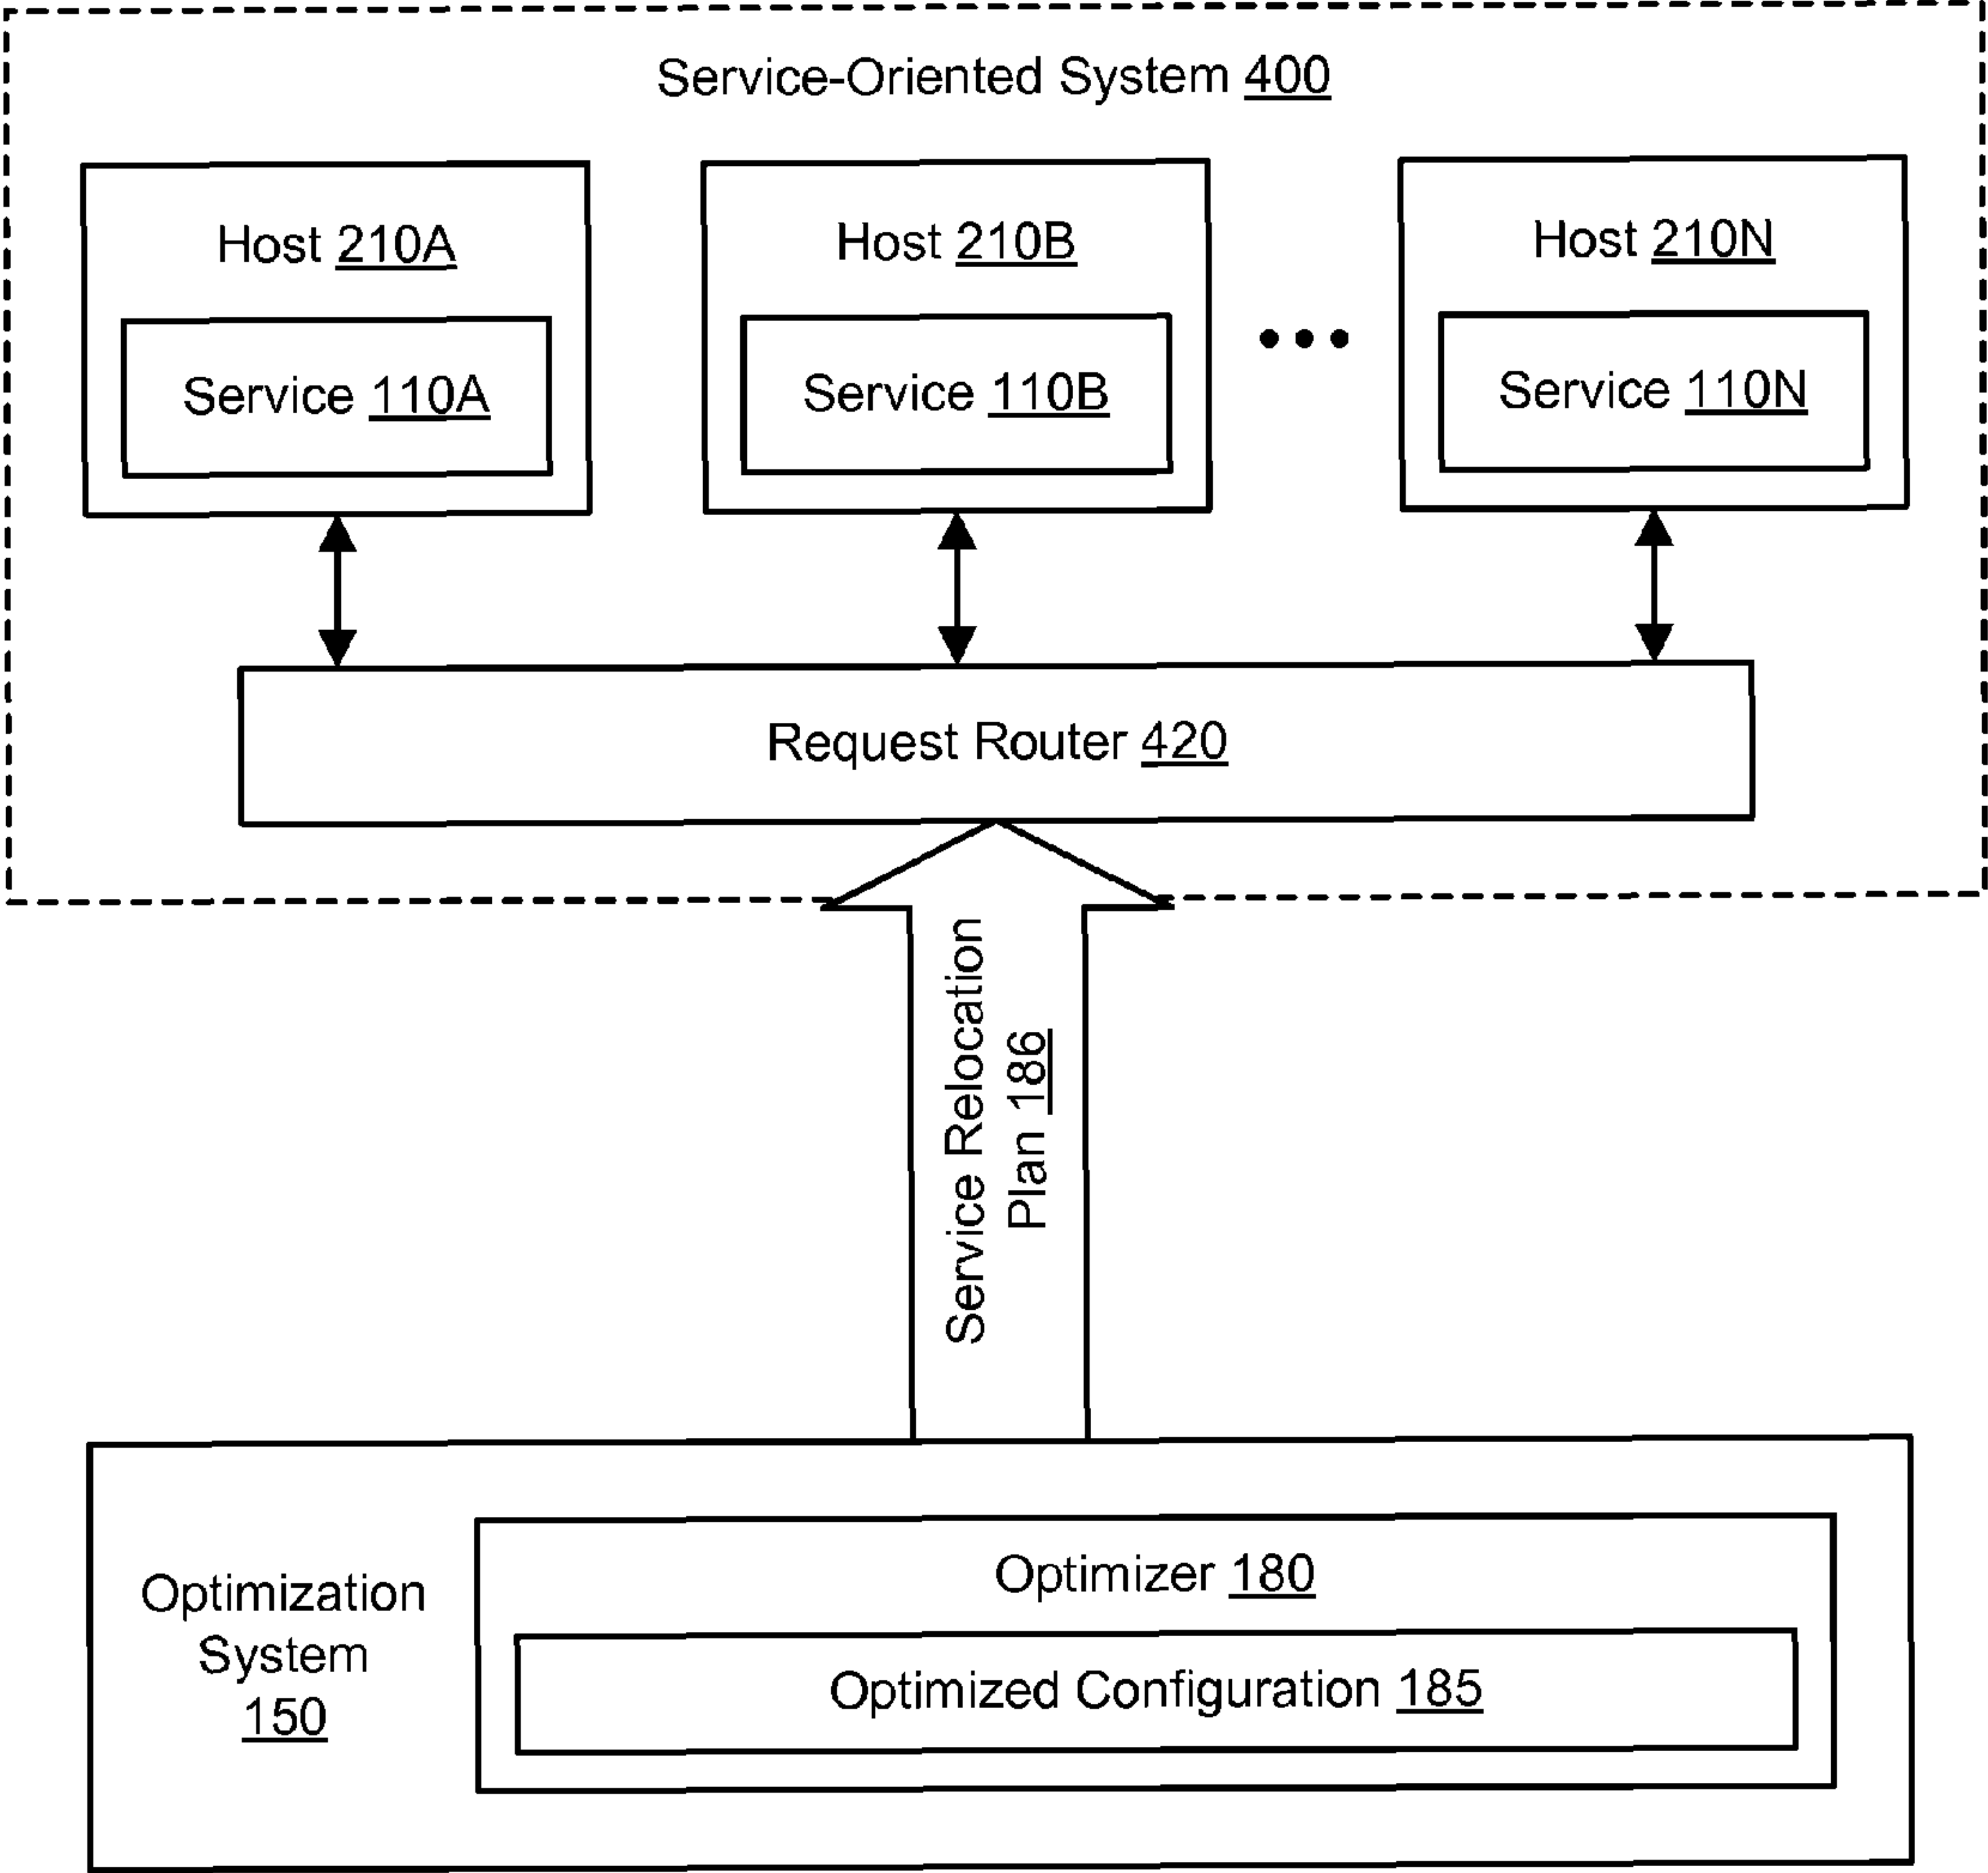 Service-Oriented System 400
Host 210A
Service 110A
Host 210B
Service 110B
Host 210N
Service 110N
Request Router 420
Service Relocation
Plan 186
Optimization
System
150
Optimizer 180
Optimized Configuration 185